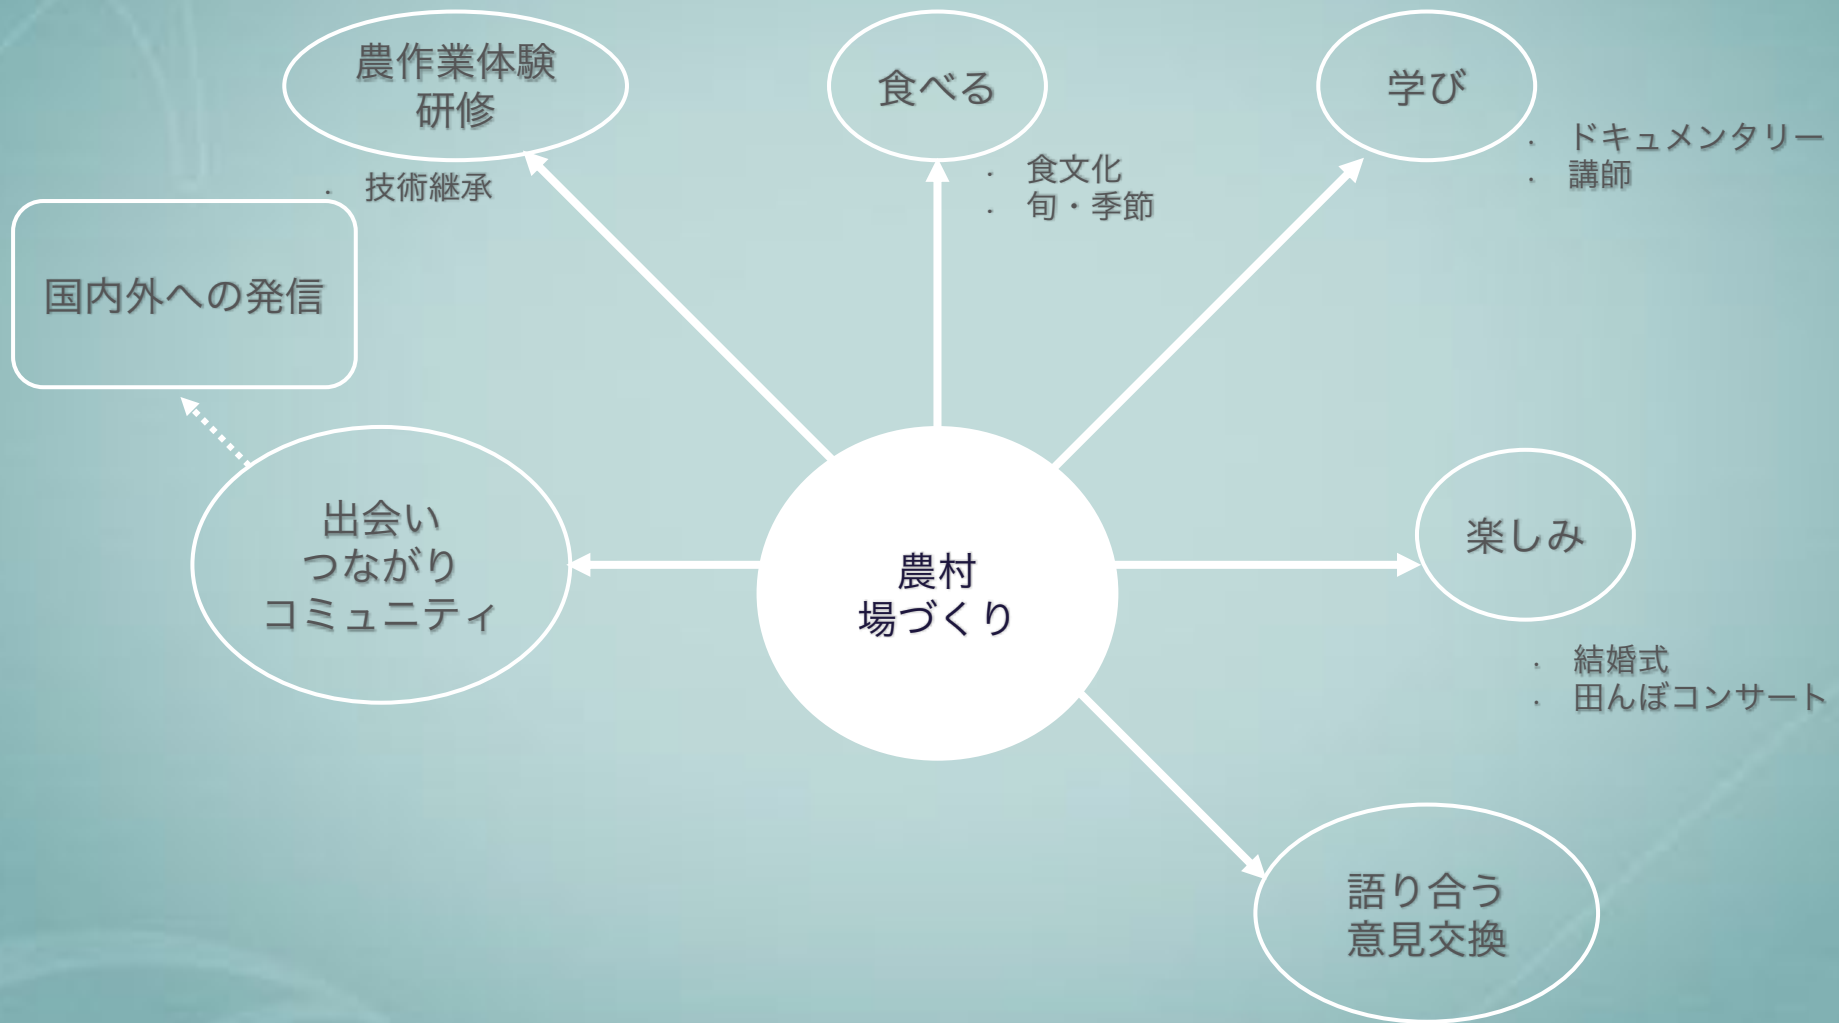 農作業体験
研修
・ 技術継承
食べる
・ 食文化
・ 旬・季節
学び
・ ドキュメンタリー
・ 講師
国内外への発信
出会い
つながり
コミュニティ
農村
場づくり
楽しみ
・ 結婚式
・ 田んぼコンサート
語り合う
意見交換